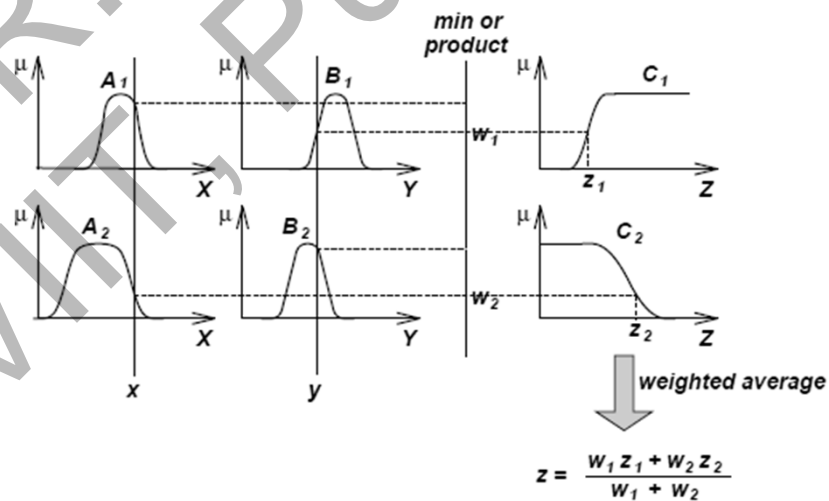 min or
product
μ A1 μ B1 μ C1
w1
X Y z1 Z
μ A2 μ B2 μ C2
w2
X Y z2 Z
x y
weighted average
z = w1 z1 + w2 z2
w1 + w2
VIIT, P
R.